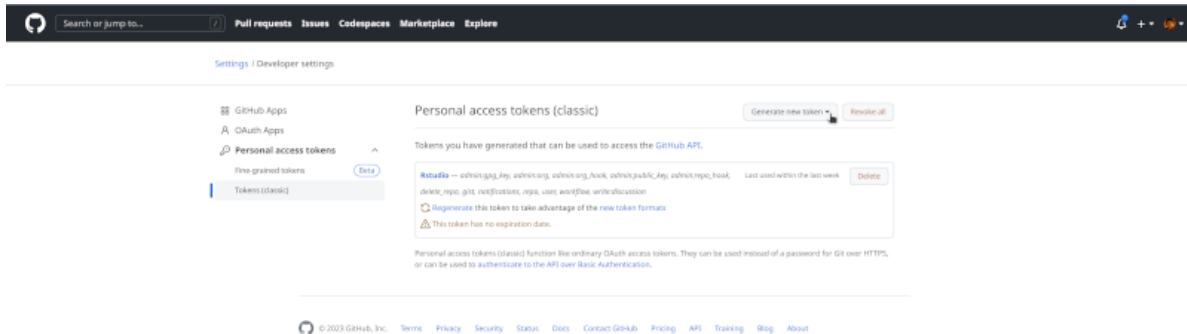 Search or jump to... / Pull requests Issues Codespaces Marketplace Explore
Settings / Developer settings
GitHub Apps
OAuth Apps
Personal access tokens
Fine-grained tokens Beta
Tokens (classic)
Personal access tokens (classic) Generate new token Revoke all
Tokens you have generated that can be used to access the GitHub API.
Rstudio — admin:gpg_key, admin:org, admin:org_hook, admin:public_key, admin:repo_hook, Last used within the last week Delete
delete_repo, gist, notifications, repo, user, workflow, write:discussion
Regenerate this token to take advantage of the new token formats
This token has no expiration date.
Personal access tokens (classic) function like ordinary OAuth access tokens. They can be used instead of a password for Git over HTTPS,
or can be used to authenticate to the API over Basic Authentication.
© 2023 GitHub, Inc. Terms Privacy Security Status Docs Contact GitHub Pricing API Training Blog About